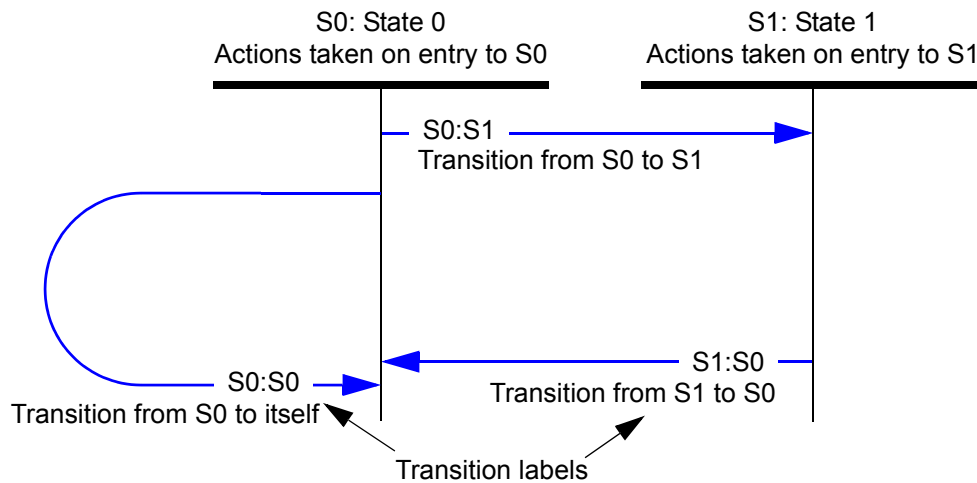 S0: State 0
Actions taken on entry to S0
S1: State 1
Actions taken on entry to S1
S0:S1
Transition from S0 to S1
S1:S0
Transition from S1 to S0
S0:S0
Transition from S0 to itself
Transition labels